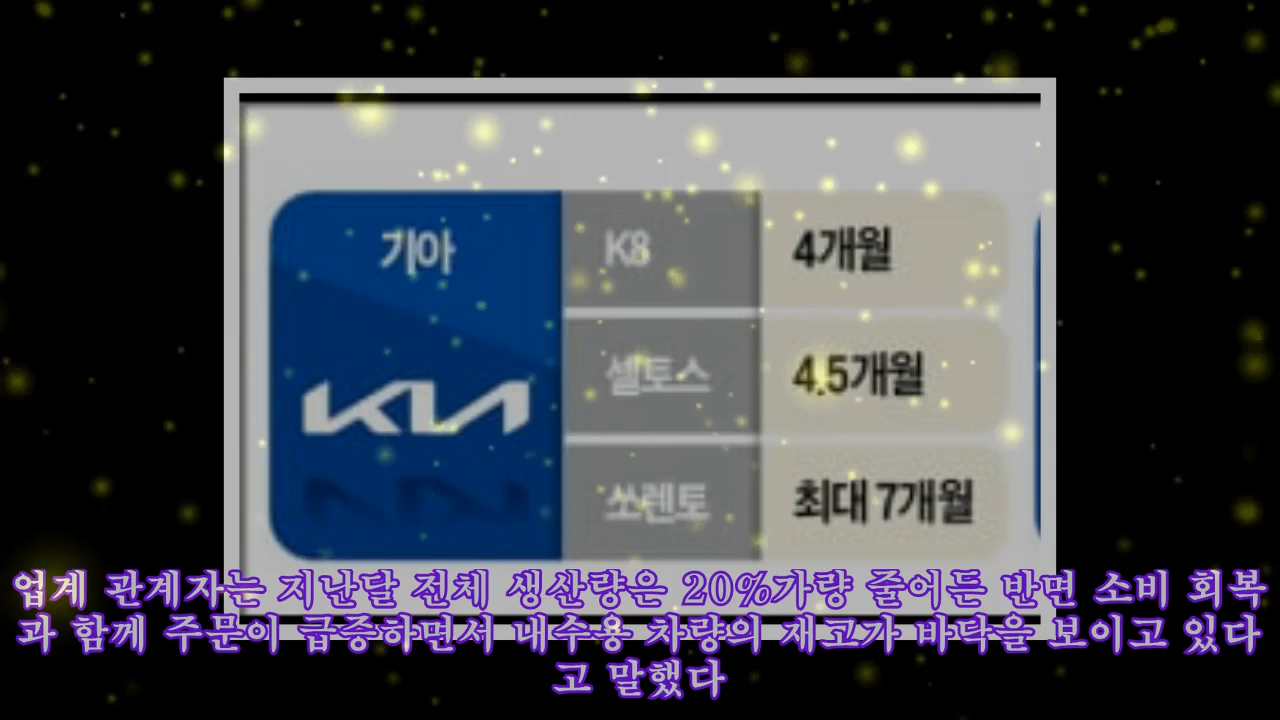 기아
K8
4개월
셀토스
4.5개월
KIA
쏘렌토
최대 7개월
업계 관계자는 지난달 전체 생산량은 20%가량 줄어든 반면 소비 회복
과 함께 주문이 급증하면서 내수용 차량의 재고가 바닥을 보이고 있다
고 말했다